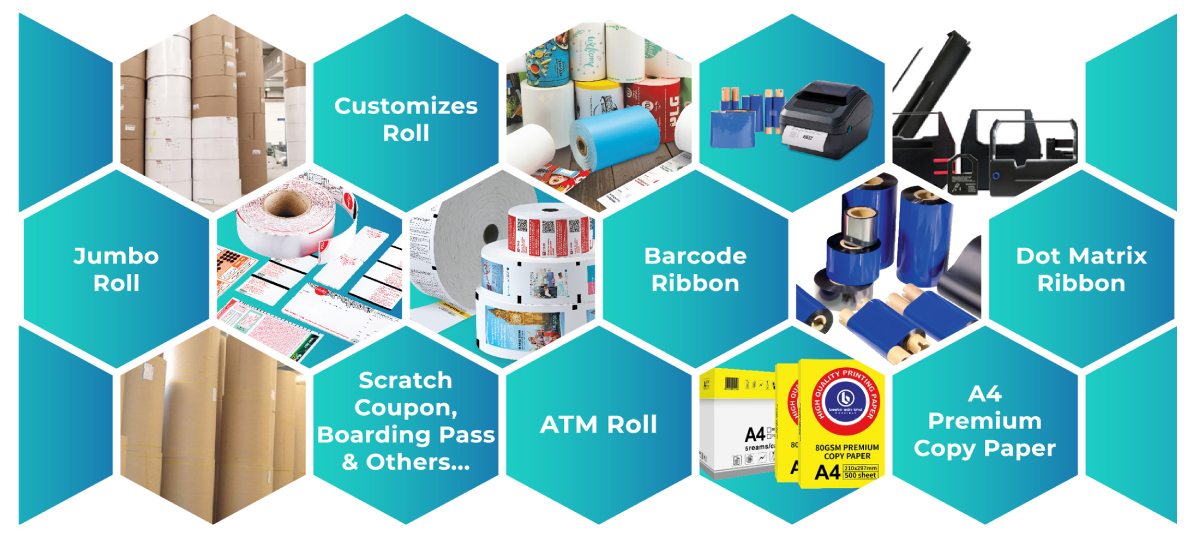 Customizes
Roll
Jumbo
Roll
Barcode
Ribbon
Dot Matrix
Ribbon
Scratch
Coupon,
Boarding Pass
& Others...
ATM Roll
A4
HIGH QUALITY PRINTING PAPER
80GSM PREMIUM
COPY PAPER
A4
210x297mm
500 sheet
A4
Premium
Copy Paper